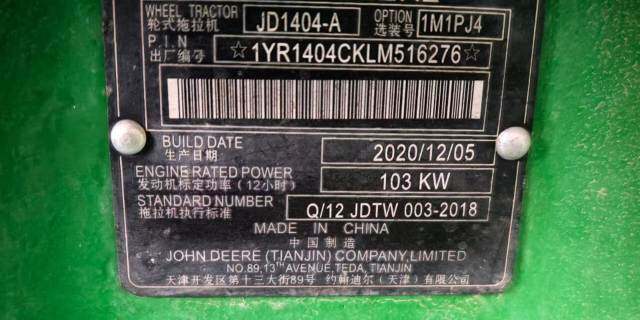 WHEEL TRACTOR JD1404-A OPTION 1M1PJ4
轮式拖拉机 选装号
PIN ☆1YR1404CKLM516276☆
出厂编号
BUILD DATE 2020/12/05
生产日期
ENGINE RATED POWER 103 KW
发动机标定功率(12小时)
STANDARD NUMBER Q/12 JDTW 003-2018
拖拉机执行标准
MADE IN CHINA
中国制造
JOHN DEERE (TIANJIN) COMPANY,LIMITED
NO.89,13TH AVENUE,TEDA, TIANJIN
天津开发区第十三大街89号 约翰迪尔(天津)有限公司